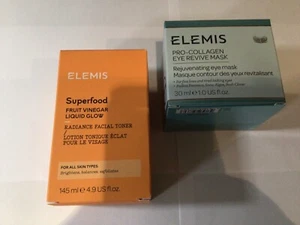 ELEMIS
Superfood
FRUIT VINEGAR
LIQUID GLOW
RADIANCE FACIAL TONER
LOTION TONIQUE ÉCLAT
POUR LE VISAGE
FOR ALL SKIN TYPES
145 ml e 4.9 US fl.oz.
ELEMIS
PRO-COLLAGEN
EYE REVIVE MASK
Rejuvenating eye mask
Masque contour des yeux revitalisant
30 ml e 1.0 US fl.oz.